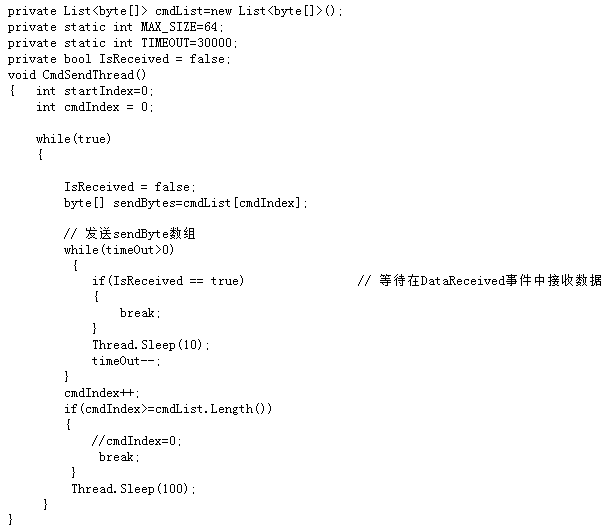 private List<byte[]> cmdList=new List<byte[]>();
private static int MAX_SIZE=64;
private static int TIMEOUT=30000;
private bool IsReceived = false;
void CmdSendThread()
{   int startIndex=0;
    int cmdIndex = 0;

    while(true)
    {

        IsReceived = false;
        byte[] sendBytes=cmdList[cmdIndex];

        // 发送sendByte数组
        while(timeOut>0)
         {
            if(IsReceived == true)                // 等待在DataReceived事件中接收数据
            {
                break;
            }
            Thread.Sleep(10);
            timeOut--;
        }
        cmdIndex++;
        if(cmdIndex>=cmdList.Length())
        {
            //cmdIndex=0;
             break;
         }
         Thread.Sleep(100);
     }
}